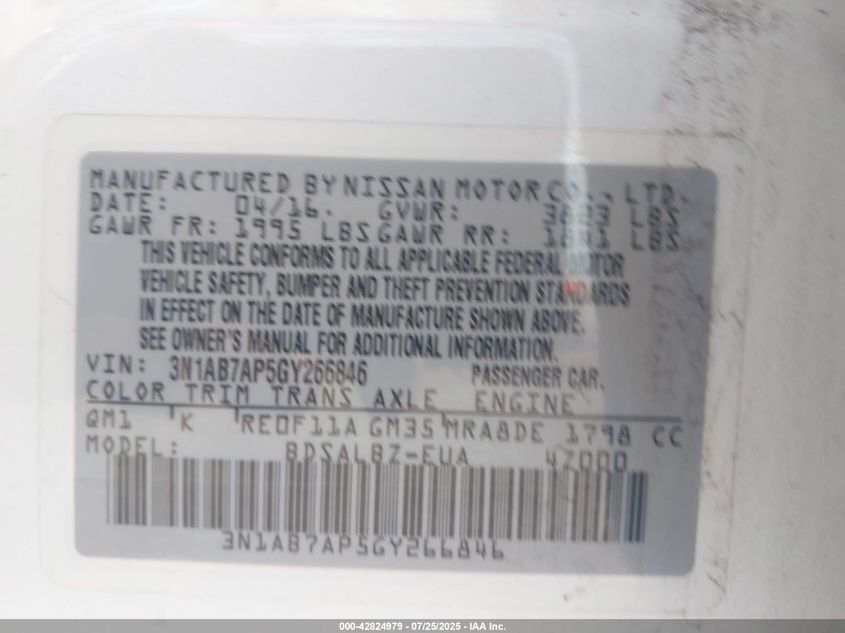 MANUFACTURED BY NISSAN MOTOR CO., LTD.
DATE: 04/16. GVWR: LBS
GAWR FR: 1995 LBS GAWR RR: LBS
THIS VEHICLE CONFORMS TO ALL APPLICABLE FEDERAL MOTOR
VEHICLE SAFETY, BUMPER AND THEFT PREVENTION STANDARDS
IN EFFECT ON THE DATE OF MANUFACTURE SHOWN ABOVE.
SEE OWNER'S MANUAL FOR ADDITIONAL INFORMATION.
VIN: 3N1AB7AP5GY266846 PASSENGER CAR.
COLOR TRIM TRANS AXLE ENGINE
QM1 K RE0F11A GM35 MRA8DE 1798 CC
MODEL: BDSALBZ-EUA 4Z000
3N1AB7AP5GY266846
000-42824979 - 07/25/2025 - IAA Inc.